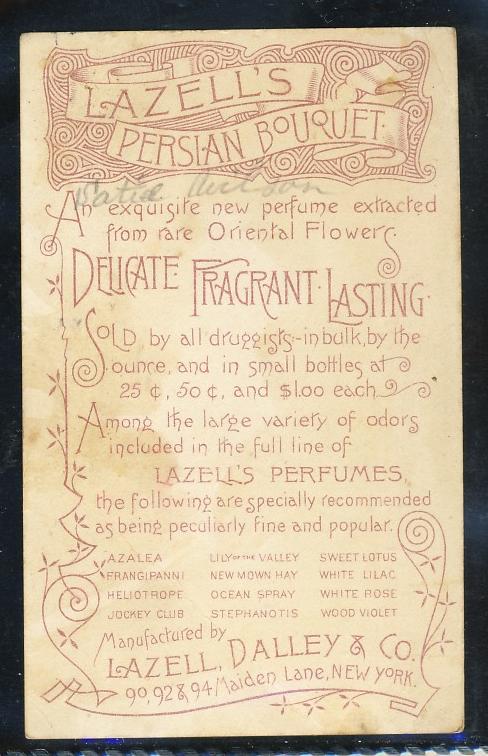 LAZELL'S
PERSIAN BOUQUET.
Katie
An exquisite new perfume extracted
from rare Oriental Flowers.
DELICATE FRAGRANT LASTING.
SOLD by all druggists:-in bulk, by the
ounce, and in small bottles at
25 ¢, 50 ¢, and $1.00 each
Among the large variety of odors
included in the full line of
LAZELL'S PERFUMES,
the following are specially recommended
as being peculiarly fine and popular.
AZALEA LILY OF THE VALLEY SWEET LOTUS
FRANGIPANNI NEW MOWN HAY WHITE LILAC
HELIOTROPE OCEAN SPRAY WHITE ROSE
JOCKEY CLUB STEPHANOTIS WOOD VIOLET
Manufactured by
LAZELL, DALLEY & CO.
90, 92 & 94 Maiden Lane, NEW YORK.